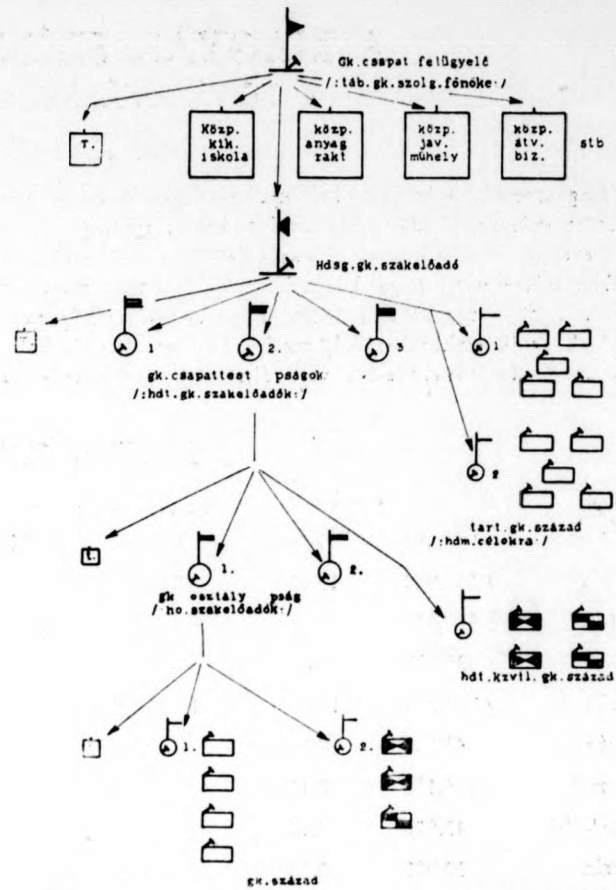 Gk.csapat felügyelő
/:táb.gk.szolg.főnöke:/
T.
közp.
kik.
iskola
közp.
anyag
rakt
közp.
jav.
műhely
közp.
átv.
biz.
stb
Hdsg.gk.szakelőadó
1
2.
3
1
gk.csapattest pságok
/:hdt.gk.szakelőadók:/
2
tart.gk.század
/:hdm.célokra:/
t.
1.
2.
gk osztály pság
/ ho.szakelőadók:/
hdt.kzvil.gk.század
1.
2.
gk.század